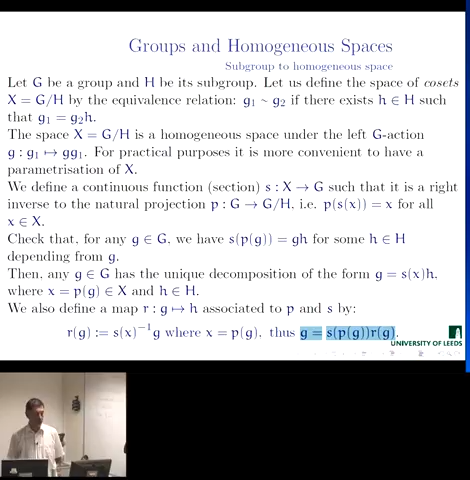 Groups and Homogeneous Spaces
Subgroup to homogeneous space
Let G be a group and H be its subgroup. Let us define the space of cosets
X = G/H by the equivalence relation: g₁ ~ g₂ if there exists h ∈ H such
that g₁ = g₂h.
The space X = G/H is a homogeneous space under the left G-action
g : g₁ ↦ gg₁. For practical purposes it is more convenient to have a
parametrisation of X.
We define a continuous function (section) s : X → G such that it is a right
inverse to the natural projection p : G → G/H, i.e. p(s(x)) = x for all
x ∈ X.
Check that, for any g ∈ G, we have s(p(g)) = gh for some h ∈ H
depending from g.
Then, any g ∈ G has the unique decomposition of the form g = s(x)h,
where x = p(g) ∈ X and h ∈ H.
We also define a map r : g ↦ h associated to p and s by:
r(g) := s(x)⁻¹g where x = p(g), thus g = s(p(g))r(g).
UNIVERSITY OF LEEDS